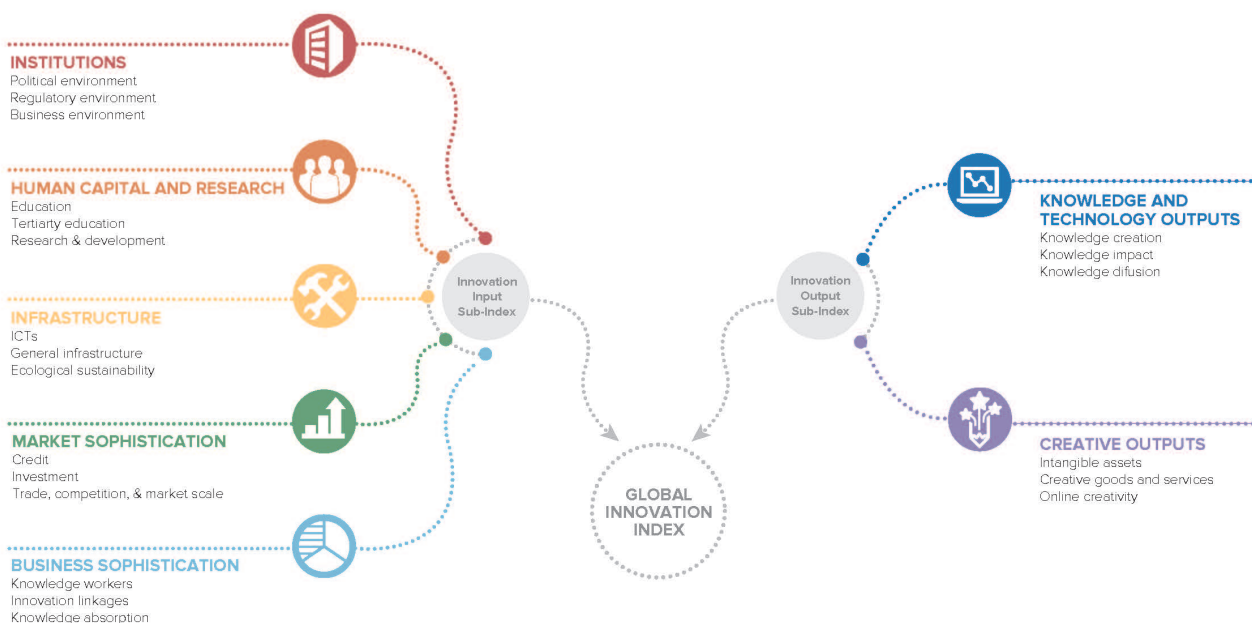 INSTITUTIONS
Political environment
Regulatory environment
Business environment
HUMAN CAPITAL AND RESEARCH
Education
Tertiarty education
Research & development
INFRASTRUCTURE
ICTs
General infrastructure
Ecological sustainability
MARKET SOPHISTICATION
Credit
Investment
Trade, competition, & market scale
BUSINESS SOPHISTICATION
Knowledge workers
Innovation linkages
Knowledge absorption
Innovation
Input
Sub-Index
GLOBAL
INNOVATION
INDEX
Innovation
Output
Sub-Index
KNOWLEDGE AND
TECHNOLOGY OUTPUTS
Knowledge creation
Knowledge impact
Knowledge difusion
CREATIVE OUTPUTS
Intangible assets
Creative goods and services
Online creativity